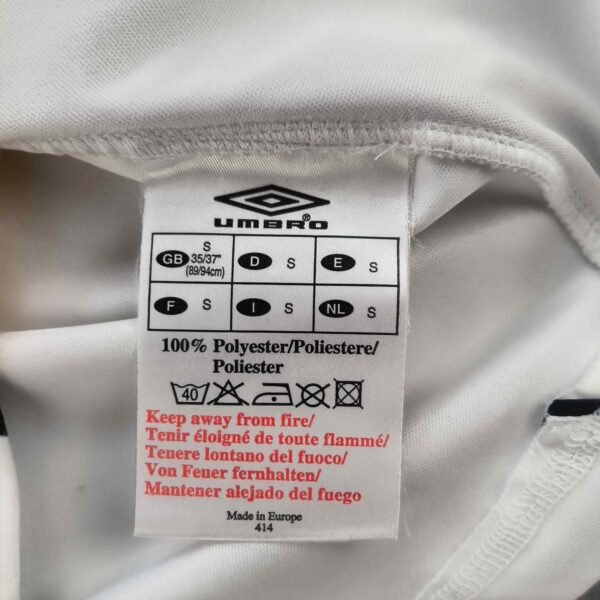 UMBRO®
GB S 35/37" (89/94cm) D S E S
F S I S NL S
100% Polyester/Poliestere/
Poliester
40
Keep away from fire/
Tenir éloigné de toute flammé/
Tenere lontano del fuoco/
Von Feuer fernhalten/
Mantener alejado del fuego
Made in Europe
414